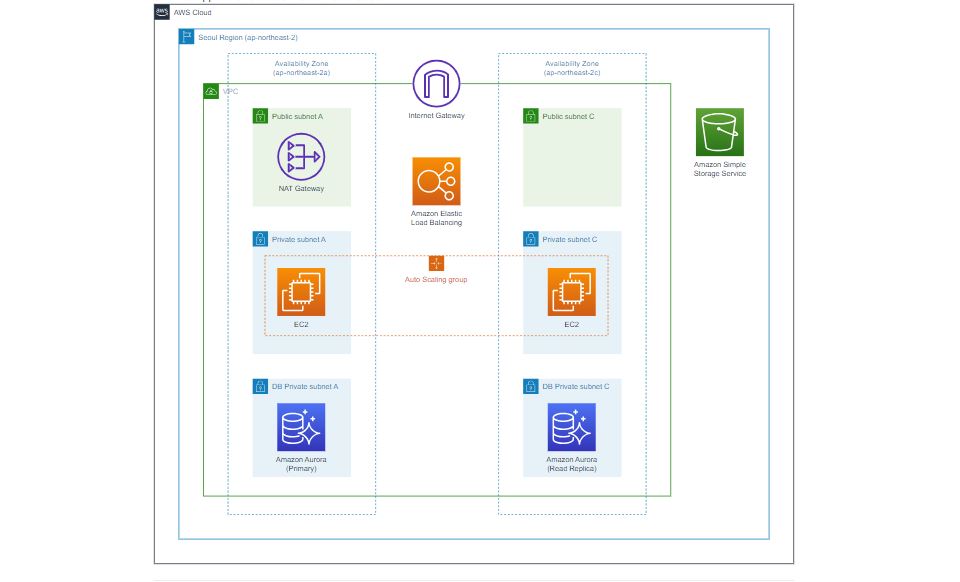 aws
AWS Cloud
Seoul Region (ap-northeast-2)
Availability Zone
(ap-northeast-2a)
Availability Zone
(ap-northeast-2c)
VPC
Internet Gateway
Public subnet A
NAT Gateway
Public subnet C
Amazon Simple
Storage Service
Amazon Elastic
Load Balancing
Private subnet A
Private subnet C
Auto Scaling group
EC2
EC2
DB Private subnet A
DB Private subnet C
Amazon Aurora
(Primary)
Amazon Aurora
(Read Replica)